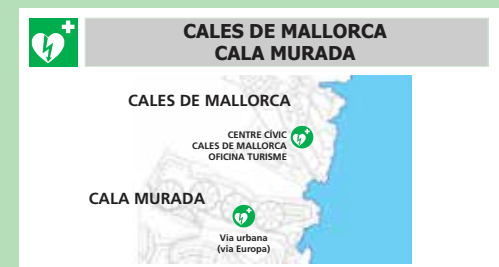 CALES DE MALLORCA
CALA MURADA
CALES DE MALLORCA
CENTRE CÍVIC
CALES DE MALLORCA
OFICINA TURISME
CALA MURADA
Via urbana
(via Europa)